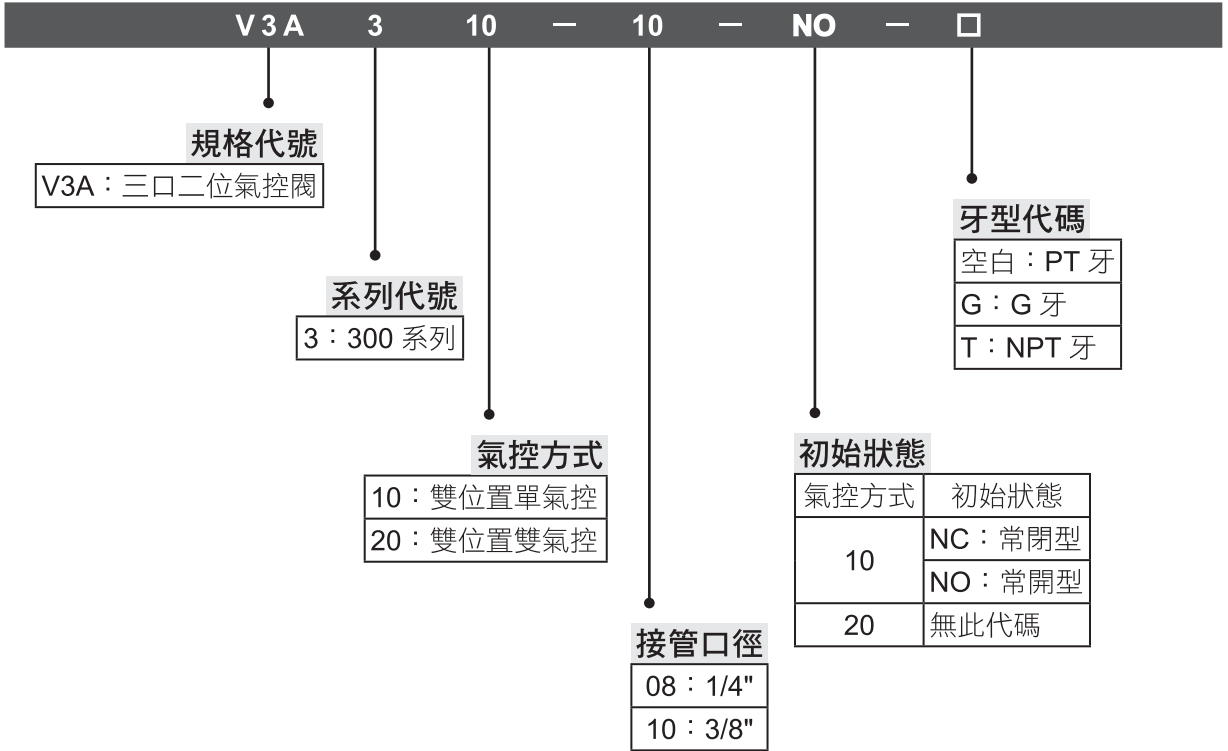 V3A 3 10 — 10 — NO — □
規格代號
V3A：三口二位氣控閥
系列代號
3：300 系列
氣控方式
10：雙位置單氣控
20：雙位置雙氣控
接管口徑
08：1/4"
10：3/8"
初始狀態
氣控方式 初始狀態
10 NC：常閉型
NO：常開型
20 無此代碼
牙型代碼
空白：PT 牙
G：G 牙
T：NPT 牙